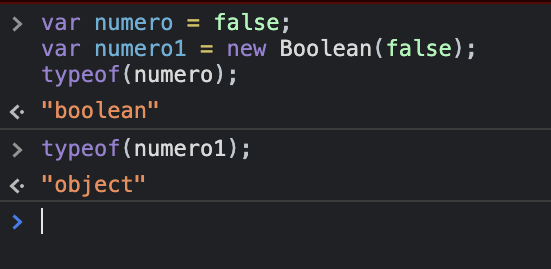 > var numero = false;
var numero1 = new Boolean(false);
typeof(numero);
"boolean"
> typeof(numero1);
"object"
>